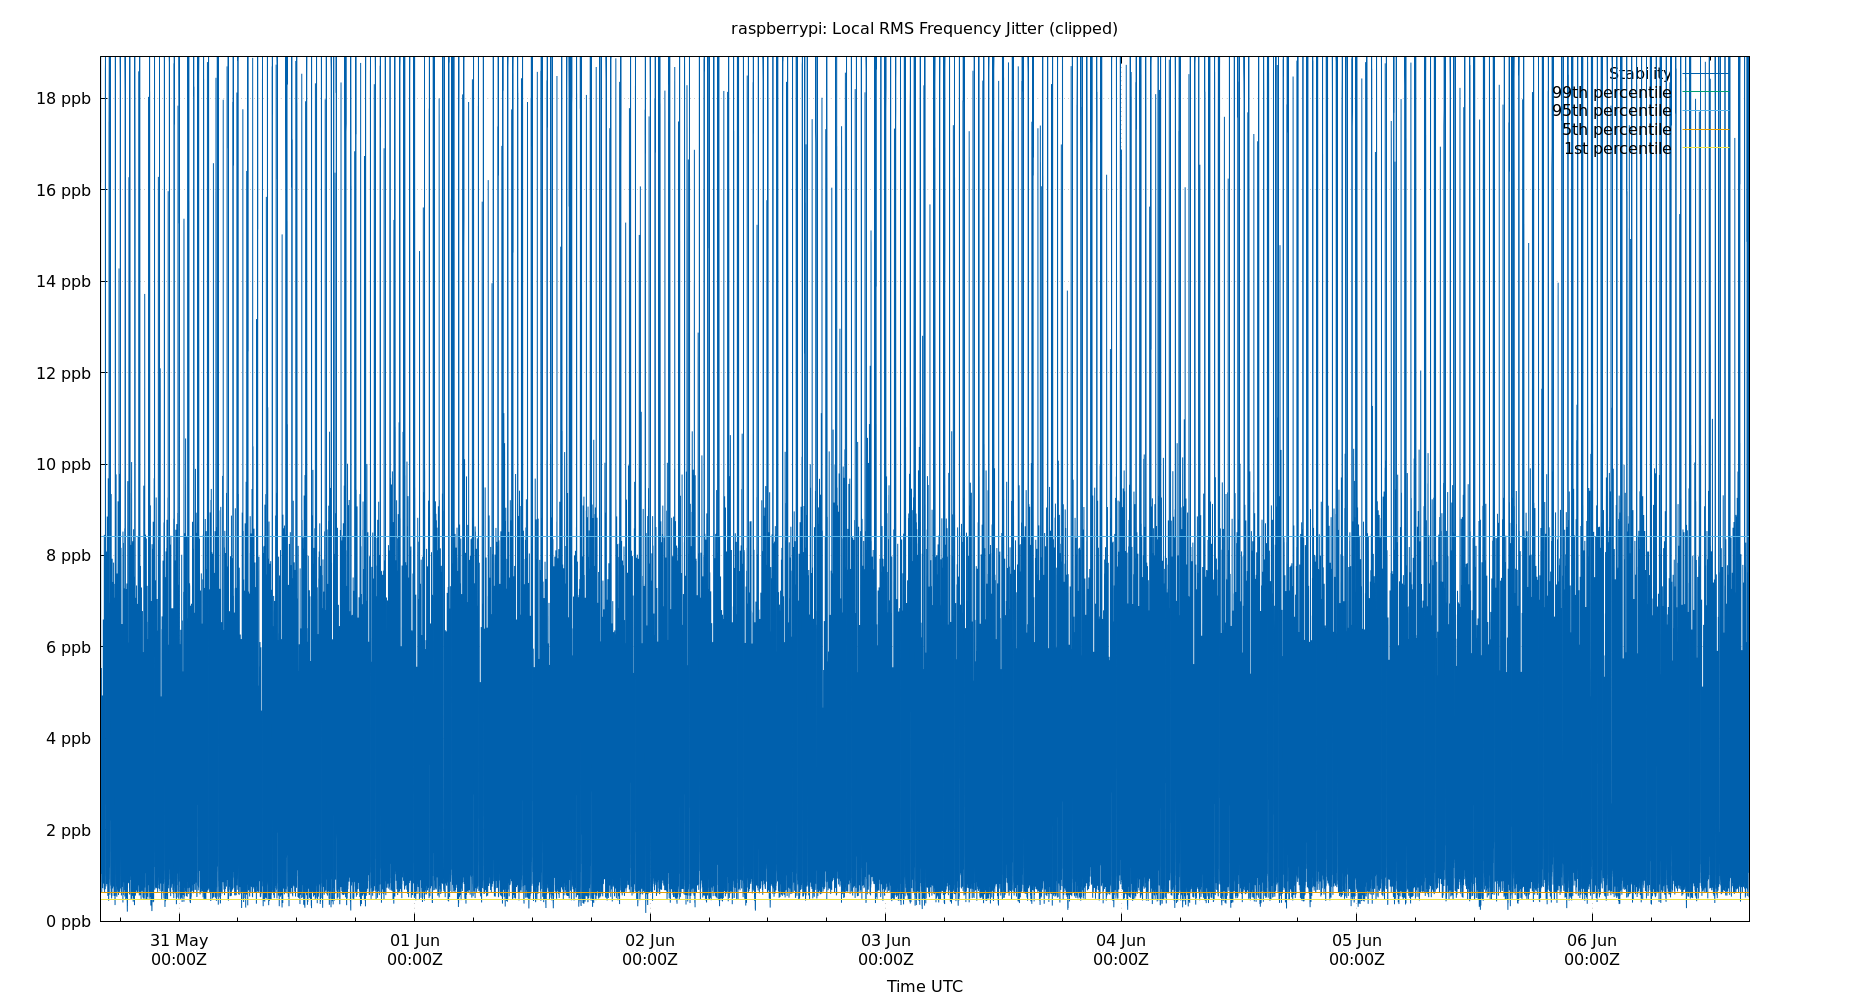 raspberrypi: Local RMS Frequency Jitter (clipped)
Stability
99th percentile
95th percentile
5th percentile
1st percentile
18 ppb
16 ppb
14 ppb
12 ppb
10 ppb
8 ppb
6 ppb
4 ppb
2 ppb
0 ppb
31 May 01 Jun 02 Jun 03 Jun 04 Jun 05 Jun 06 Jun
00:00Z 00:00Z 00:00Z 00:00Z 00:00Z 00:00Z 00:00Z
Time UTC